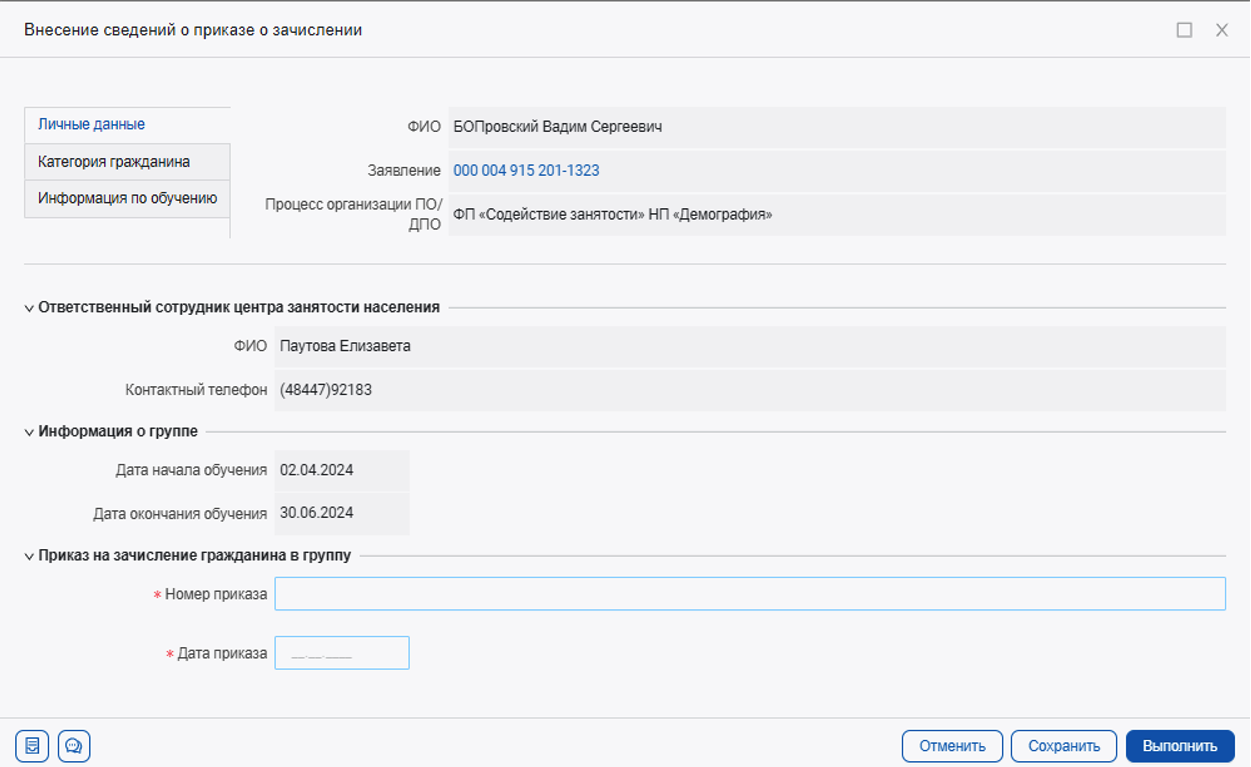 Внесение сведений о приказе о зачислении
Личные данные
Категория гражданина
Информация по обучению
ФИО БОПровский Вадим Сергеевич
Заявление 000 004 915 201-1323
Процесс организации ПО/
ДПО
ФП «Содействие занятости» НП «Демография»
Ответственный сотрудник центра занятости населения
ФИО Паутова Елизавета
Контактный телефон (48447)92183
Информация о группе
Дата начала обучения 02.04.2024
Дата окончания обучения 30.06.2024
Приказ на зачисление гражданина в группу
* Номер приказа
* Дата приказа __.__.____
Отменить Сохранить Выполнить